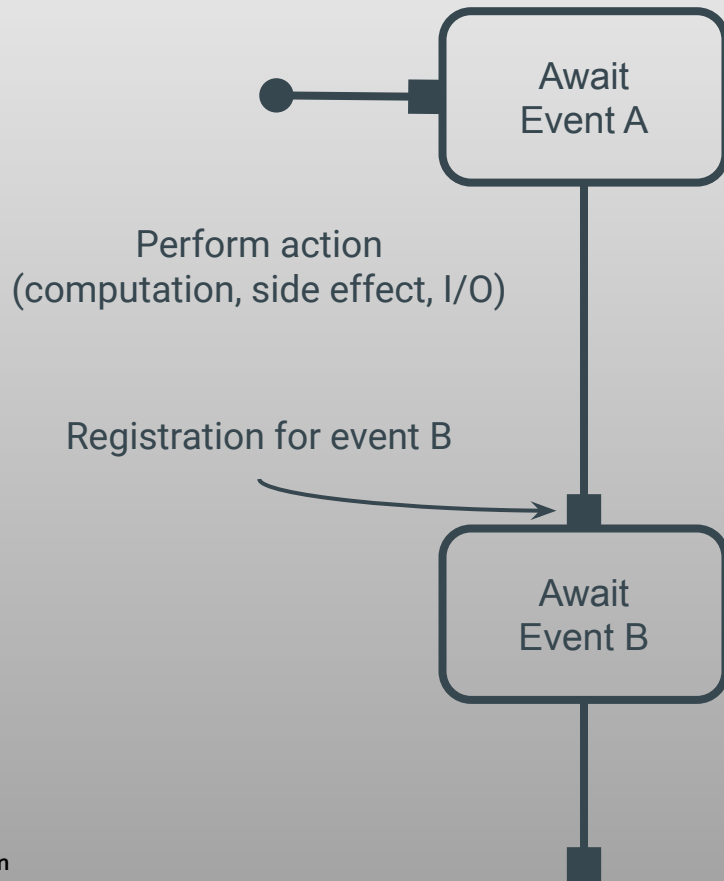 Await
Event A
Perform action
(computation, side effect, I/O)
Registration for event B
Await
Event B